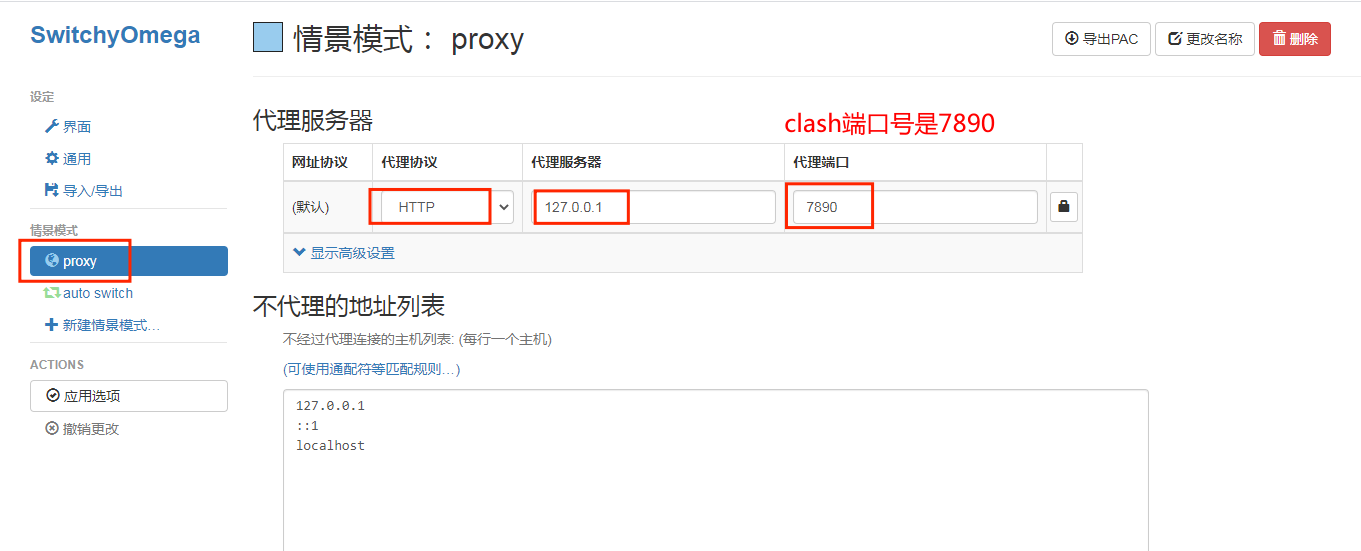 SwitchyOmega
设定
界面
通用
导入/导出
情景模式
proxy
auto switch
新建情景模式...
ACTIONS
应用选项
撤销更改
情景模式： proxy
导出PAC
更改名称
删除
代理服务器
clash端口号是7890
网址协议 代理协议 代理服务器 代理端口
(默认) HTTP 127.0.0.1 7890
显示高级设置
不代理的地址列表
不经过代理连接的主机列表: (每行一个主机)
(可使用通配符等匹配规则...)
127.0.0.1
::1
localhost